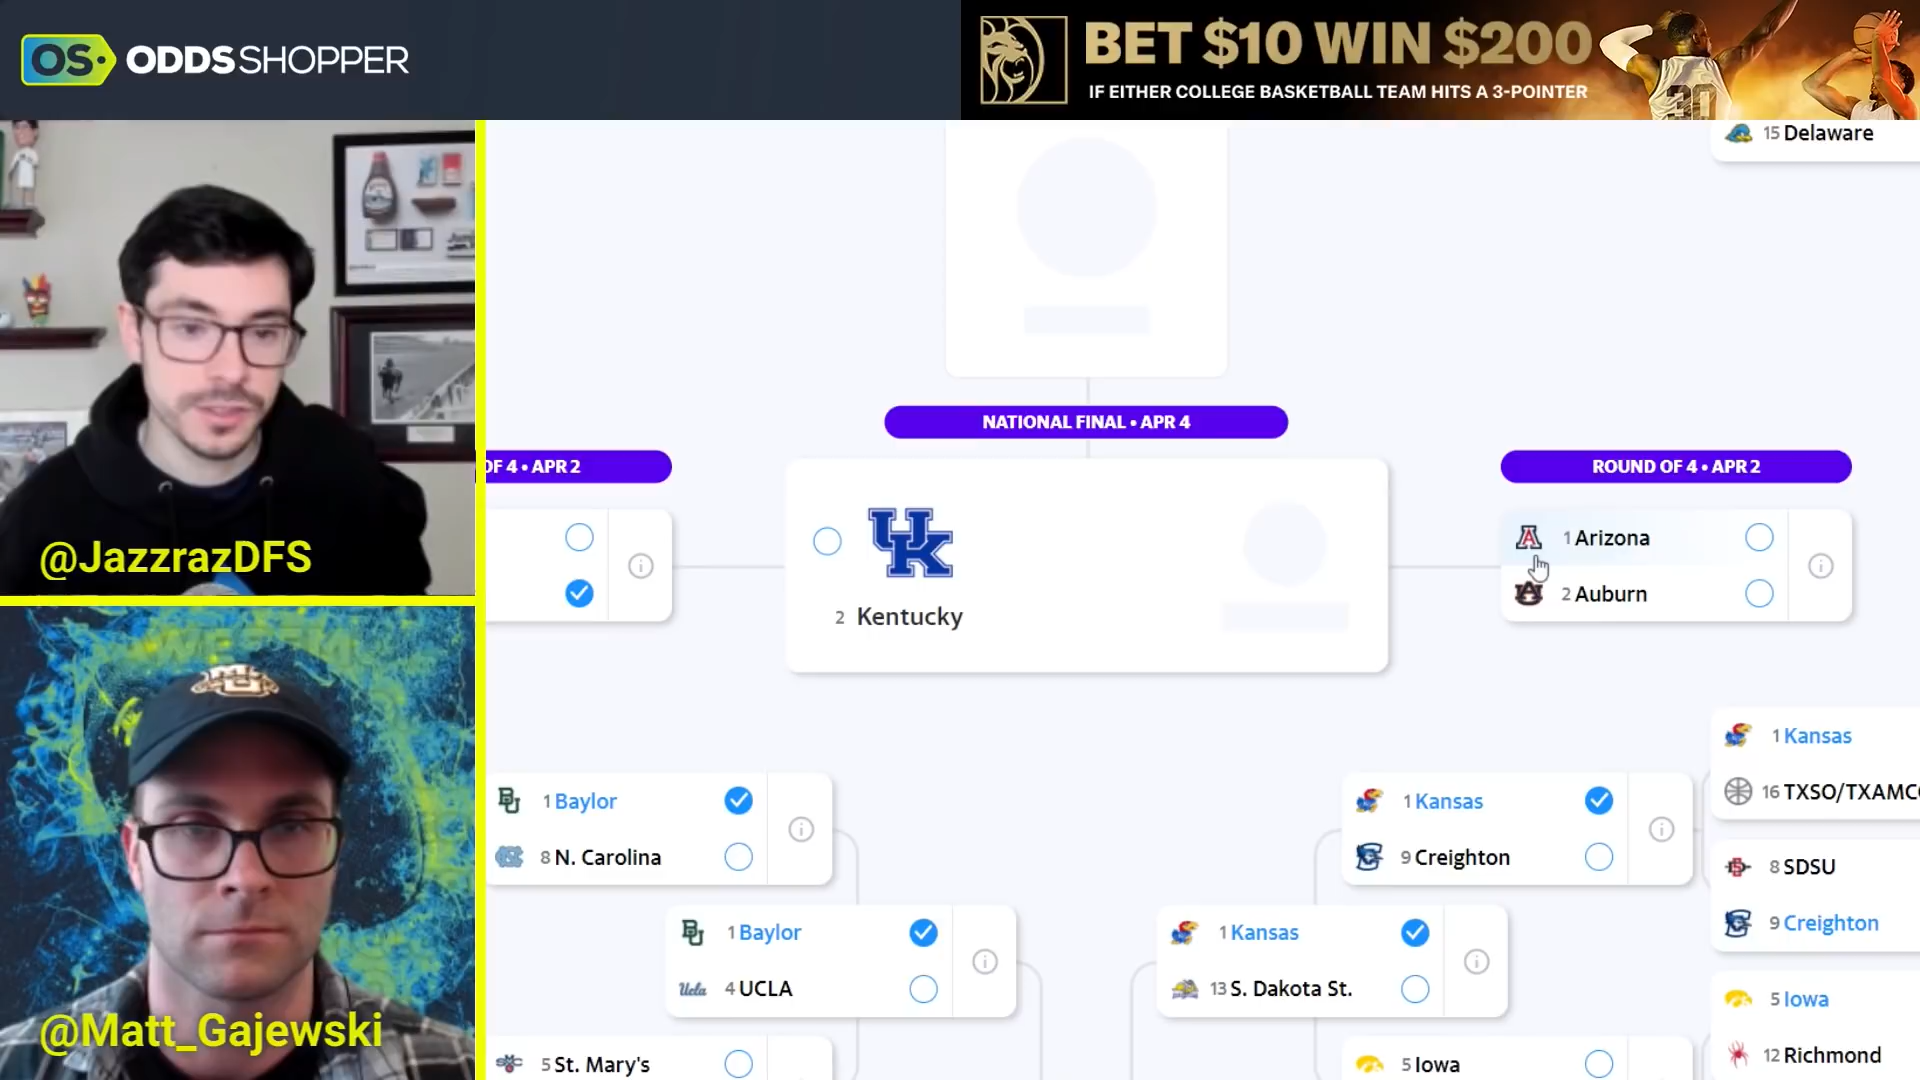 OS.
ODDSSHOPPER
BET $10 WIN $200
IF EITHER COLLEGE BASKETBALL TEAM HITS A 3-POINTER
15 Delaware
NATIONAL FINAL • APR 4
OF 4 • APR 2
ROUND OF 4 • APR 2
UK
2 Kentucky
1 Arizona
2 Auburn
@JazzrazDFS
1 Kansas
16 TXSO/TXAMCC
1 Baylor
8 N. Carolina
1 Kansas
9 Creighton
8 SDSU
9 Creighton
1 Baylor
Ucla 4 UCLA
1 Kansas
13 S. Dakota St.
5 Iowa
12 Richmond
@Matt_Gajewski
5 St. Mary's
5 Iowa